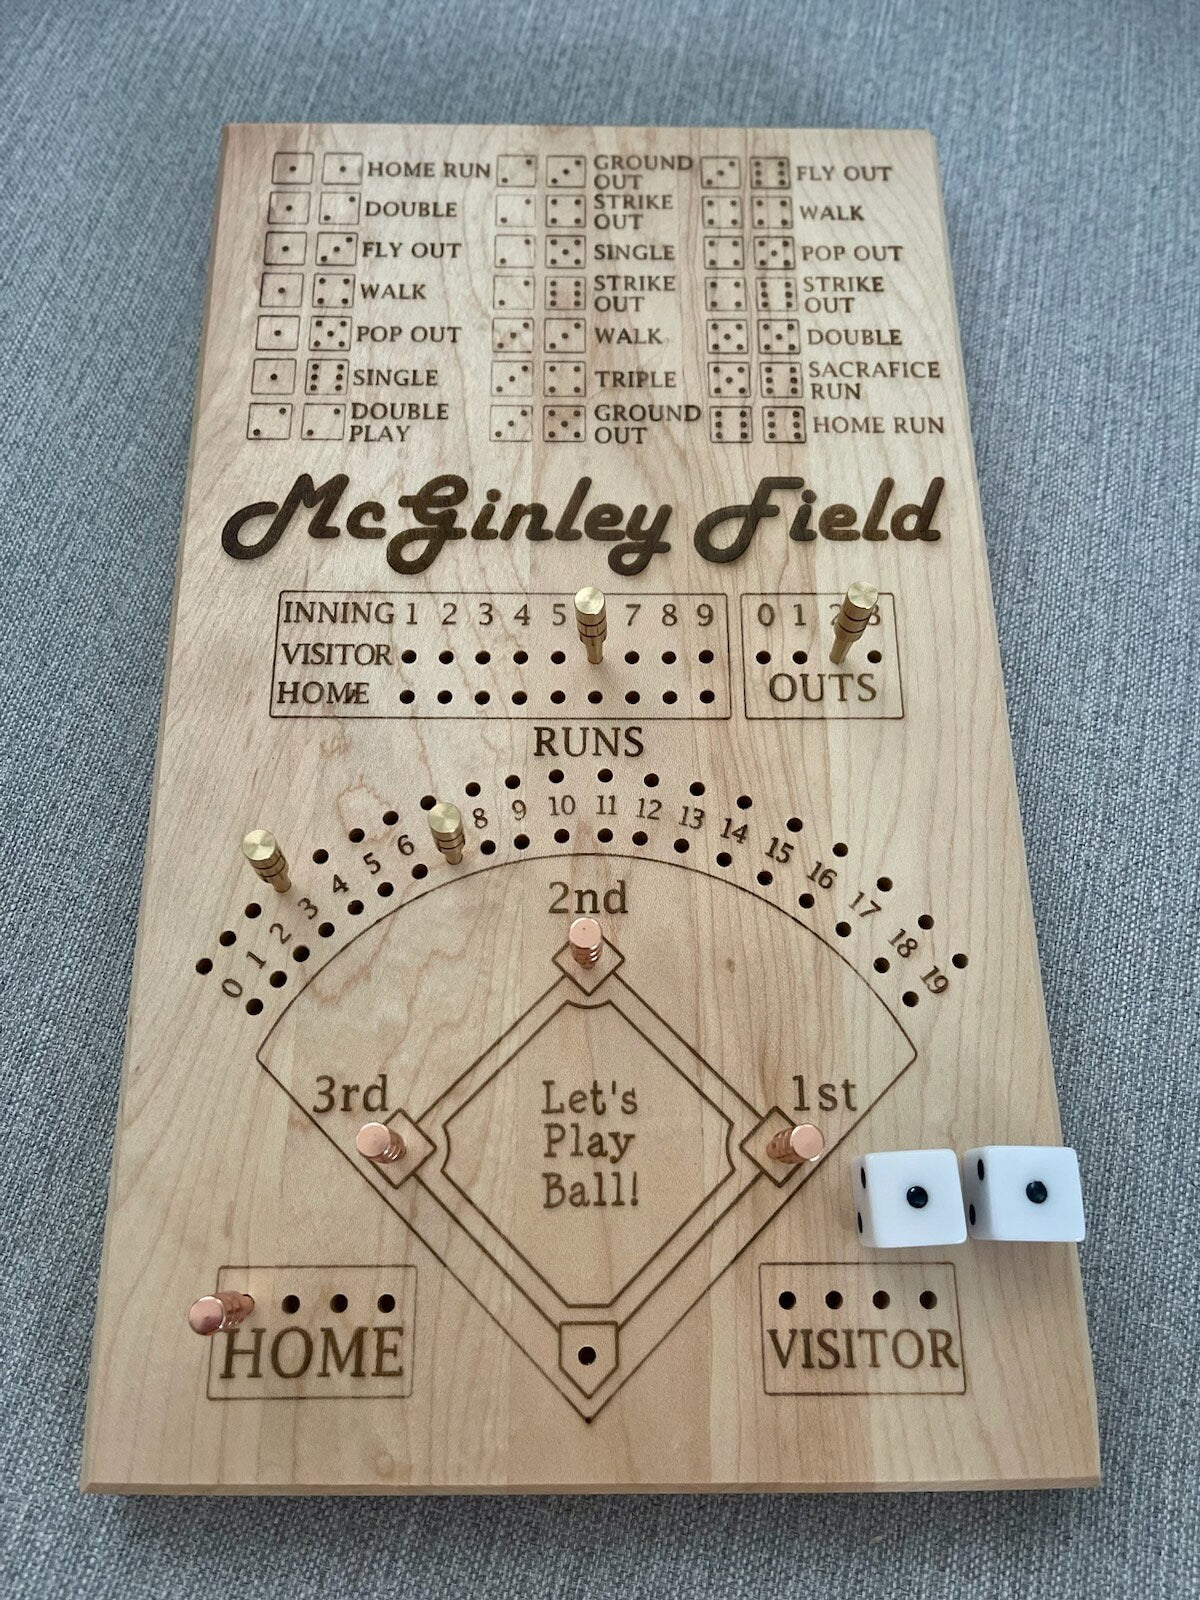 HOME RUN
DOUBLE
FLY OUT
WALK
POP OUT
SINGLE
DOUBLE
PLAY
GROUND
OUT
STRIKE
OUT
SINGLE
STRIKE
OUT
WALK
TRIPLE
GROUND
OUT
FLY OUT
WALK
POP OUT
STRIKE
OUT
DOUBLE
SACRAFICE
RUN
HOME RUN
McGinley Field
INNING 1 2 3 4 5 7 8 9
VISITOR
HOME
0 1 2 3
OUTS
RUNS
0 1 2 3 4 5 6 8 9 10 11 12 13 14 15 16 17 18 19
2nd
3rd
1st
Let's
Play
Ball!
HOME
VISITOR